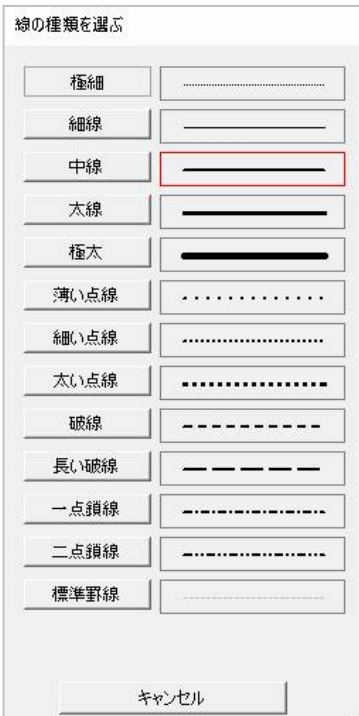 線の種類を選ぶ
極細
細線
中線
太線
極太
薄い点線
細い点線
太い点線
破線
長い破線
一点鎖線
二点鎖線
標準罫線
キャンセル